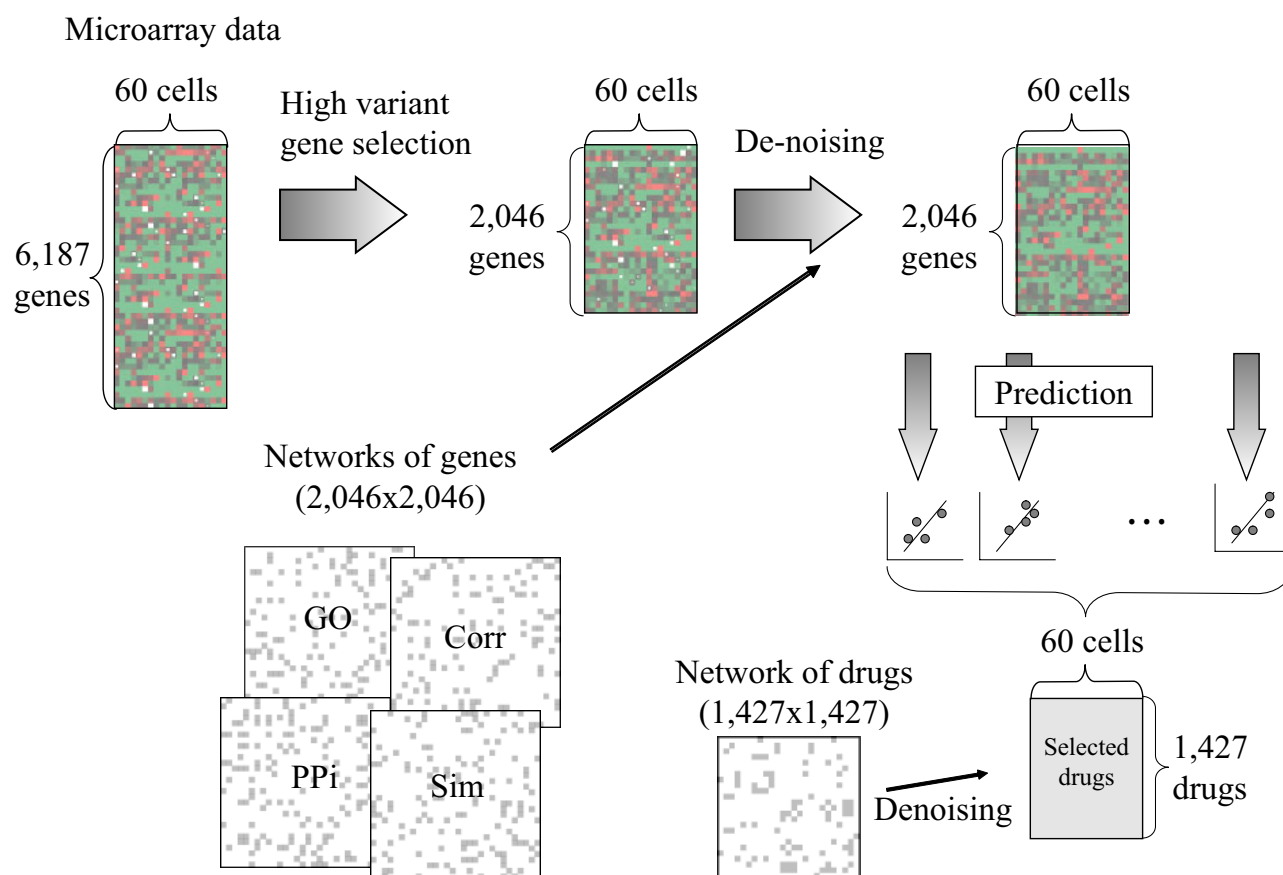 Microarray data
60 cells
High variant
gene selection
60 cells
De-noising
60 cells
6,187
genes
2,046
genes
2,046
genes
Prediction
Networks of genes
(2,046x2,046)
...
GO
Corr
PPi
Sim
60 cells
Network of drugs
(1,427x1,427)
Selected
drugs
1,427
drugs
Denoising